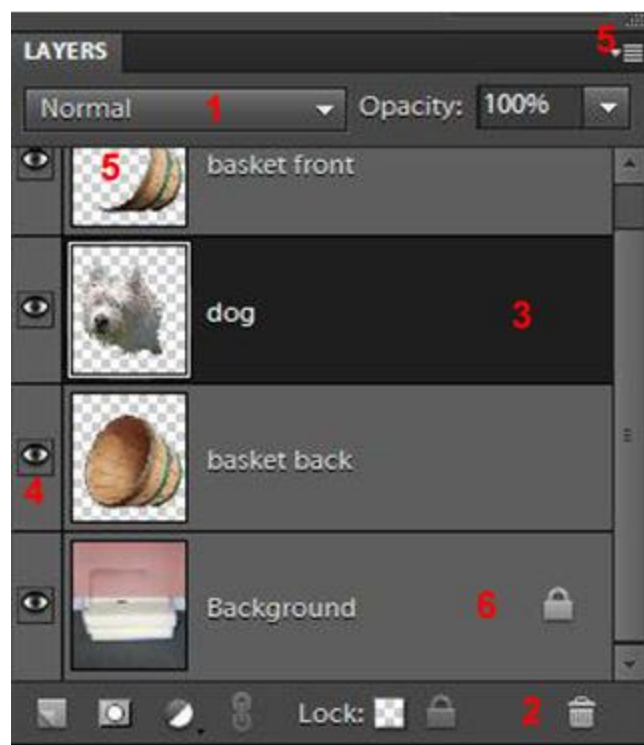 LAYERS 5
Normal 1 Opacity: 100%
5 basket front
dog 3
basket back
4
Background 6
Lock: 2